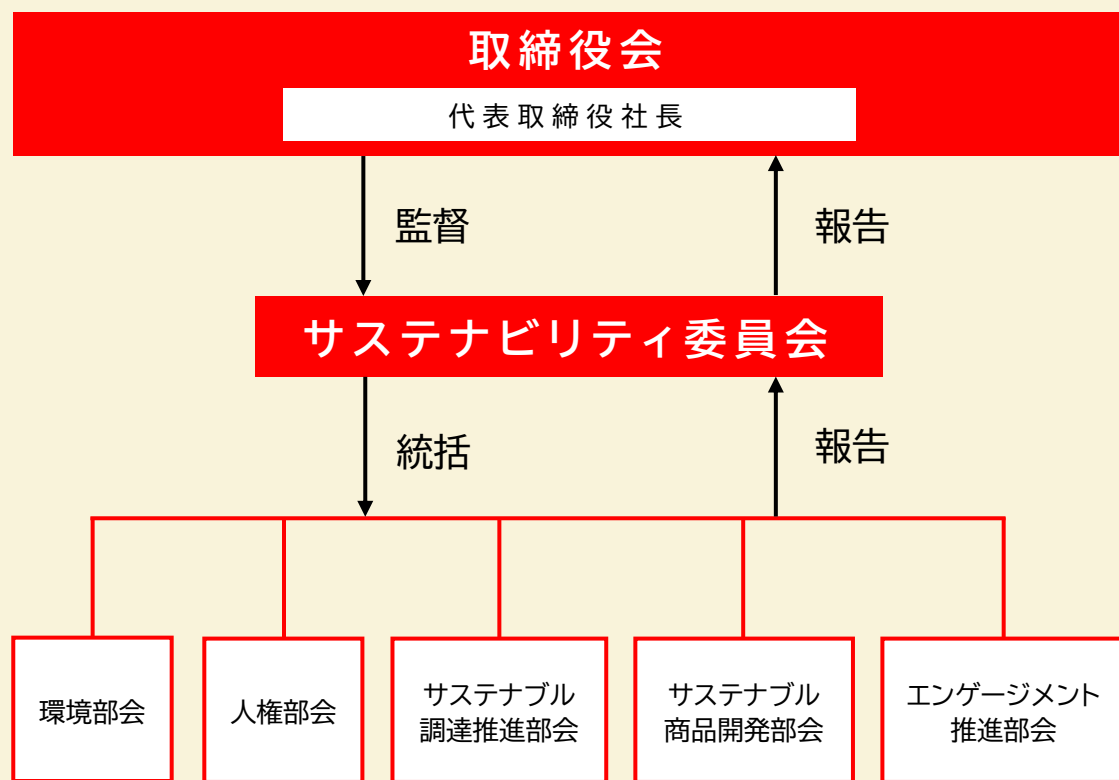 取締役会
代表取締役社長
監督
報告
サステナビリティ委員会
統括
報告
環境部会
人権部会
サステナブル
調達推進部会
サステナブル
商品開発部会
エンゲージメント
推進部会